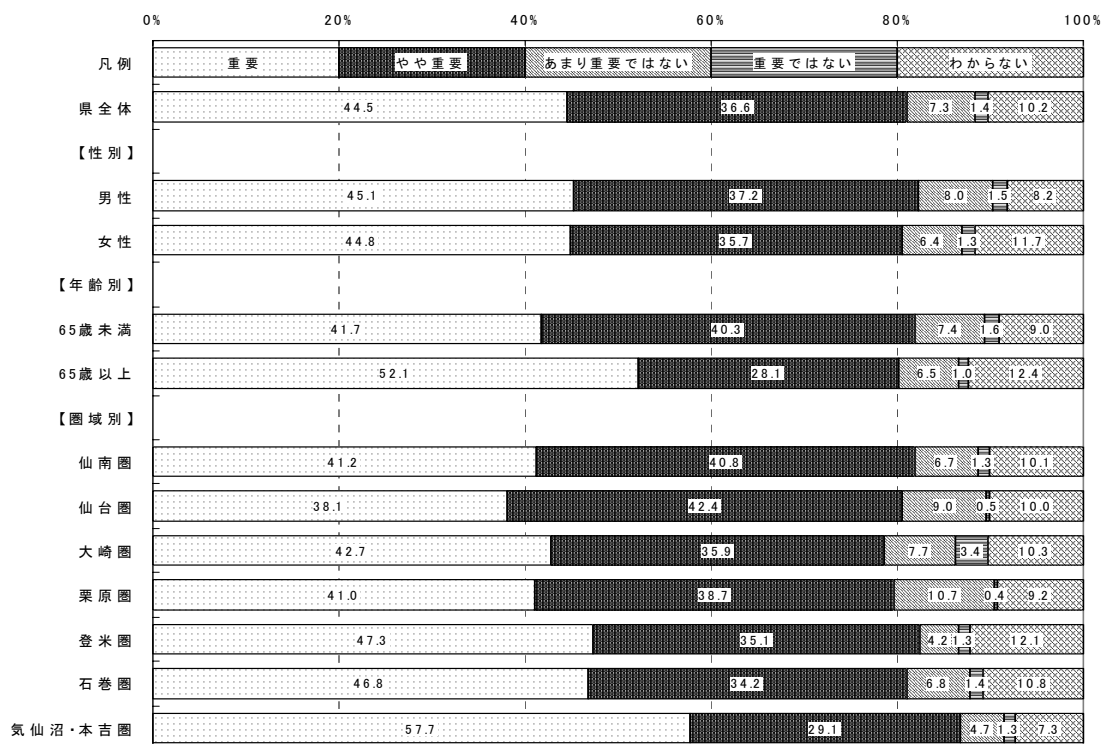 0% 20% 40% 60% 80% 100%
凡例 重要 やや重要 あまり重要ではない 重要ではない わからない
県全体 44.5 36.6 7.3 1.4 10.2
【性別】
男性 45.1 37.2 8.0 1.5 8.2
女性 44.8 35.7 6.4 1.3 11.7
【年齢別】
65歳未満 41.7 40.3 7.4 1.6 9.0
65歳以上 52.1 28.1 6.5 1.0 12.4
【圏域別】
仙南圏 41.2 40.8 6.7 1.3 10.1
仙台圏 38.1 42.4 9.0 0.5 10.0
大崎圏 42.7 35.9 7.7 3.4 10.3
栗原圏 41.0 38.7 10.7 0.4 9.2
登米圏 47.3 35.1 4.2 1.3 12.1
石巻圏 46.8 34.2 6.8 1.4 10.8
気仙沼・本吉圏 57.7 29.1 4.7 1.3 7.3